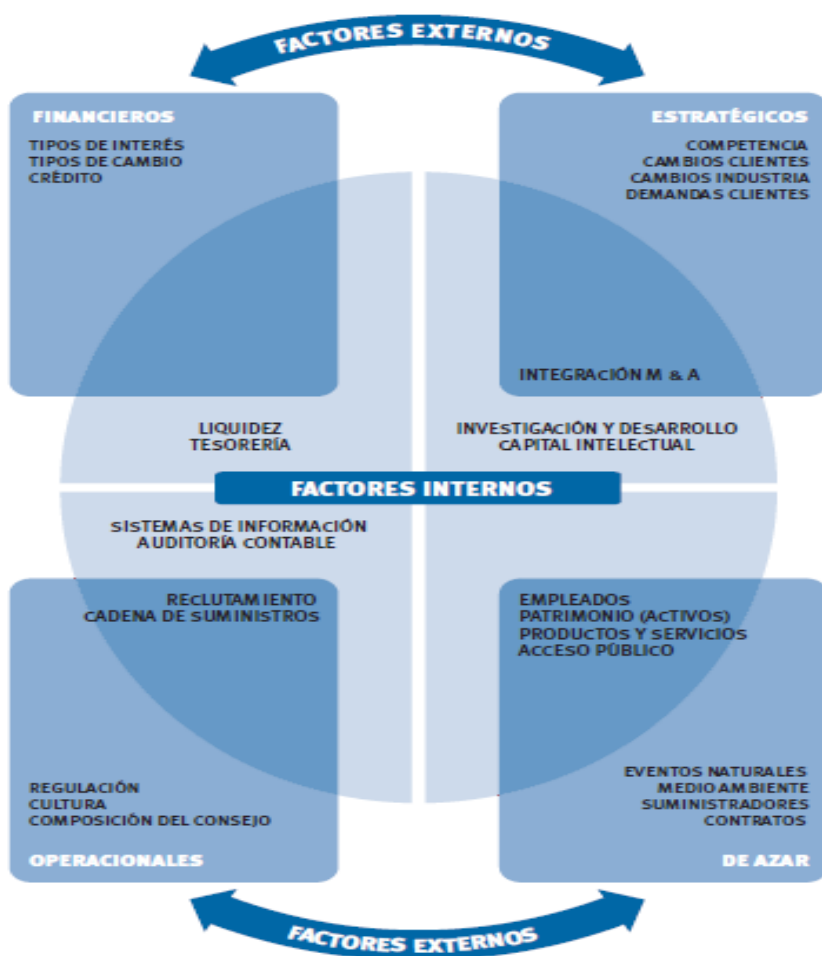 FACTORES EXTERNOS
FINANCIEROS
TIPOS DE INTERÉS
TIPOS DE CAMBIO
CRÉDITO
ESTRATÉGICOS
COMPETENCIA
CAMBIOS CLIENTES
CAMBIOS INDUSTRIA
DEMANDAS CLIENTES
INTEGRACIÓN M & A
LIQUIDEZ
TESORERÍA
INVESTIGACIÓN Y DESARROLLO
CAPITAL INTELECTUAL
FACTORES INTERNOS
SISTEMAS DE INFORMACIÓN
AUDITORÍA CONTABLE
RECLUTAMIENTO
CADENA DE SUMINISTROS
EMPLEADOS
PATRIMONIO (ACTIVOS)
PRODUCTOS Y SERVICIOS
ACCESO PÚBLICO
REGULACIÓN
CULTURA
COMPOSICIÓN DEL CONSEJO
OPERACIONALES
EVENTOS NATURALES
MEDIO AMBIENTE
SUMINISTRADORES
CONTRATOS
DE AZAR
FACTORES EXTERNOS